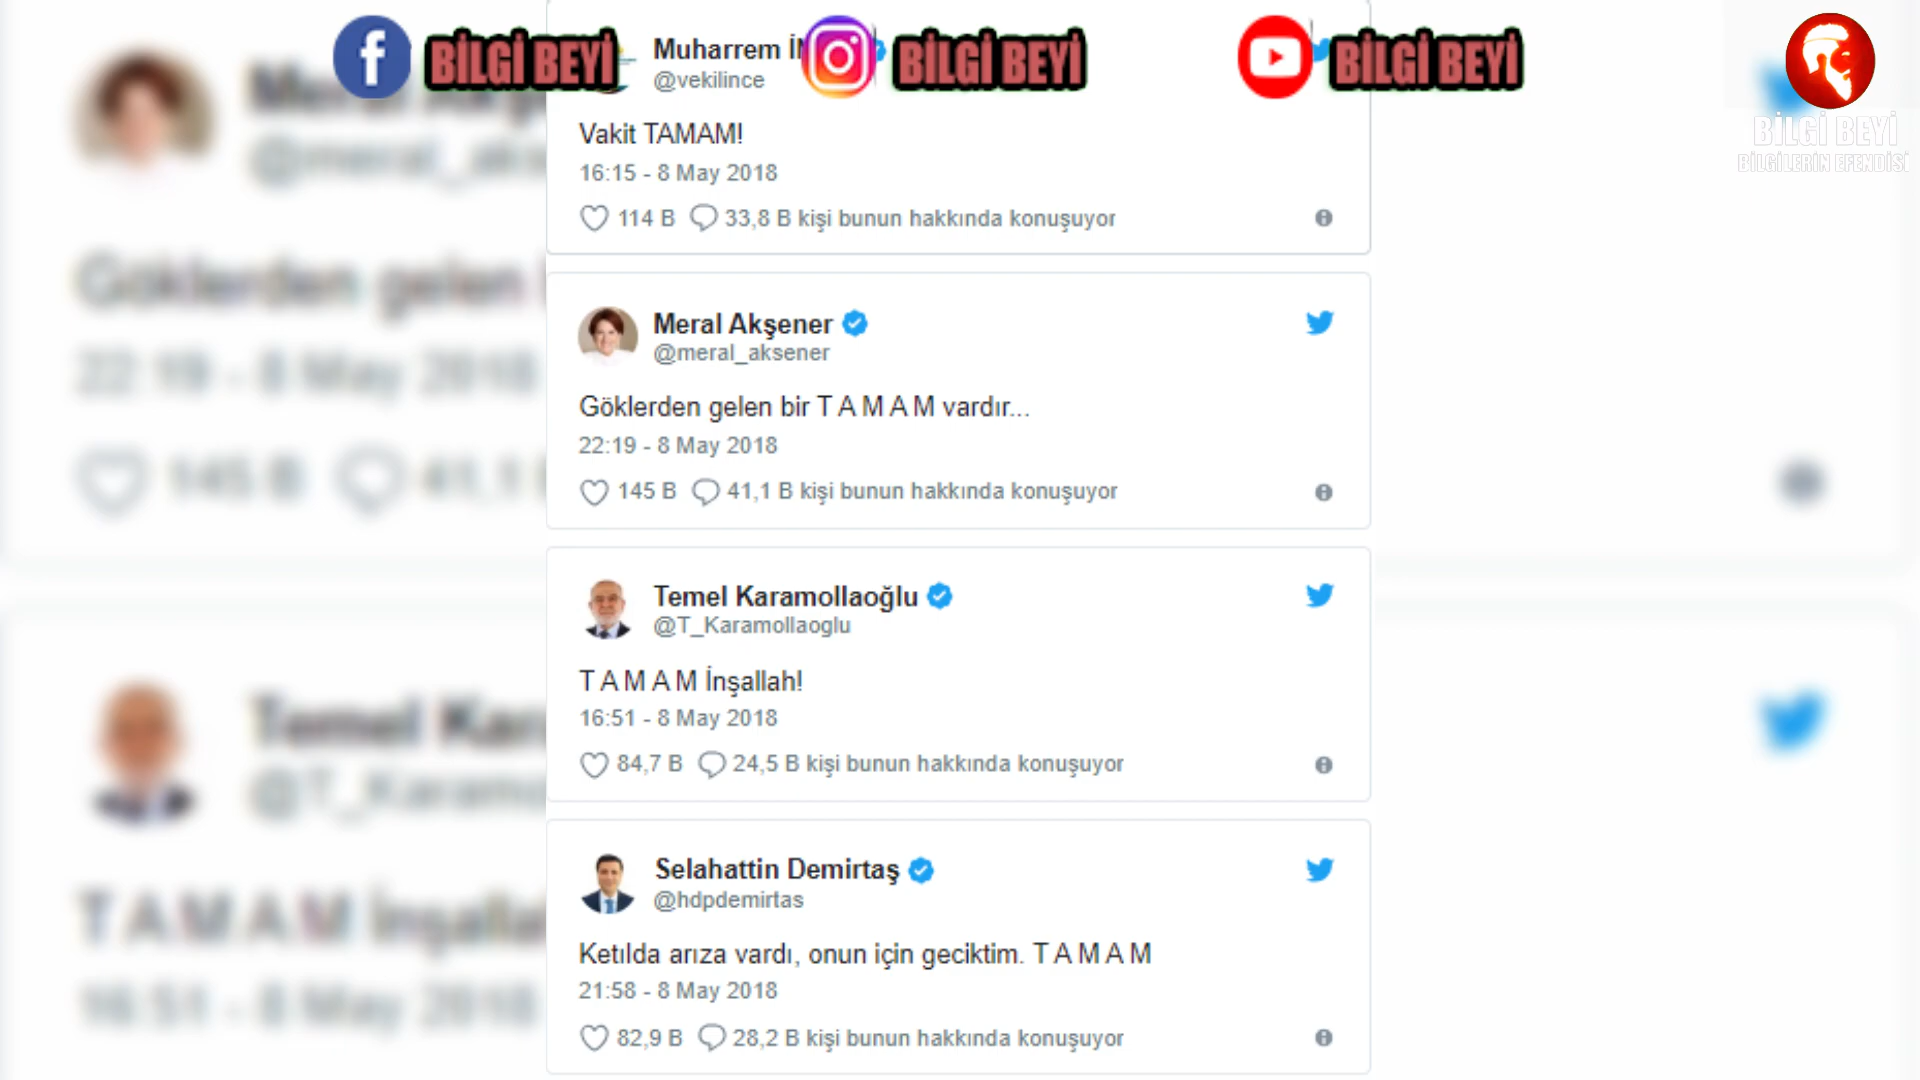 BİLGİ BEYİ
BİLGİ BEYİ
BİLGİ BEYİ
BİLGİ BEYİ
BİLGİLERİN EFENDİSİ
Muharrem
@vekilince
Vakit TAMAM!
16:15 - 8 May 2018
114 B 33,8 B kişi bunun hakkında konuşuyor
Meral Akşener
@meral_aksener
Göklerden gelen bir T A M A M vardır...
22:19 - 8 May 2018
145 B 41,1 B kişi bunun hakkında konuşuyor
Temel Karamollaoğlu
@T_Karamollaoglu
T A M A M İnşallah!
16:51 - 8 May 2018
84,7 B 24,5 B kişi bunun hakkında konuşuyor
Selahattin Demirtaş
@hdpdemirtas
Ketılda arıza vardı, onun için geciktim. T A M A M
21:58 - 8 May 2018
82,9 B 28,2 B kişi bunun hakkında konuşuyor